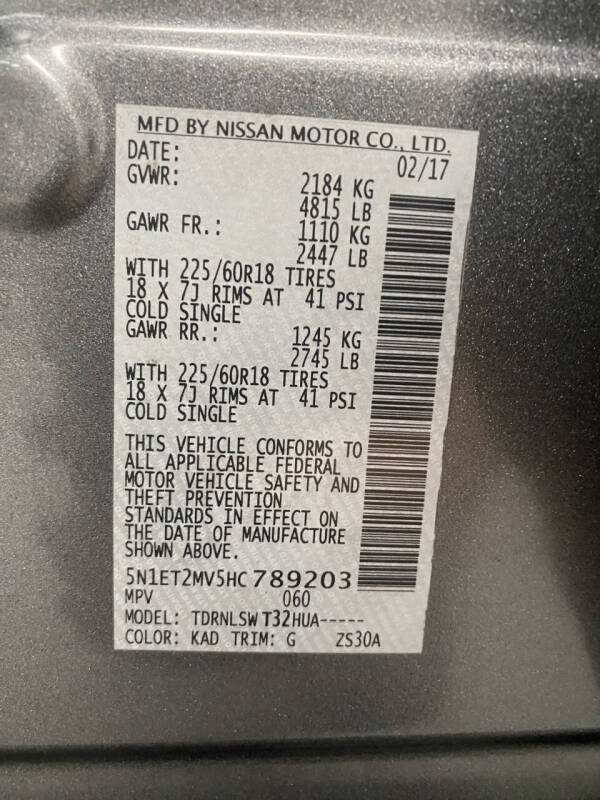 MFD BY NISSAN MOTOR CO., LTD.
DATE: 02/17
GVWR: 2184 KG
4815 LB
GAWR FR.: 1110 KG
2447 LB
WITH 225/60R18 TIRES
18 X 7J RIMS AT 41 PSI
COLD SINGLE
GAWR RR.: 1245 KG
2745 LB
WITH 225/60R18 TIRES
18 X 7J RIMS AT 41 PSI
COLD SINGLE
THIS VEHICLE CONFORMS TO
ALL APPLICABLE FEDERAL
MOTOR VEHICLE SAFETY AND
THEFT PREVENTION
STANDARDS IN EFFECT ON
THE DATE OF MANUFACTURE
SHOWN ABOVE.
5N1ET2MV5HC789203
MPV 060
MODEL: TDRNLSWT32HUA-----
COLOR: KAD TRIM: G ZS30A